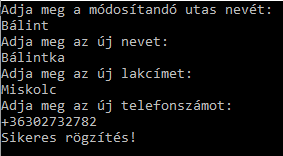 Adja meg a módosítandó utas nevét:
Bálint
Adja meg az új nevet:
Bálintka
Adja meg az új lakcímet:
Miskolc
Adja meg az új telefonszámot:
+36302732782
Sikeres rögzítés!